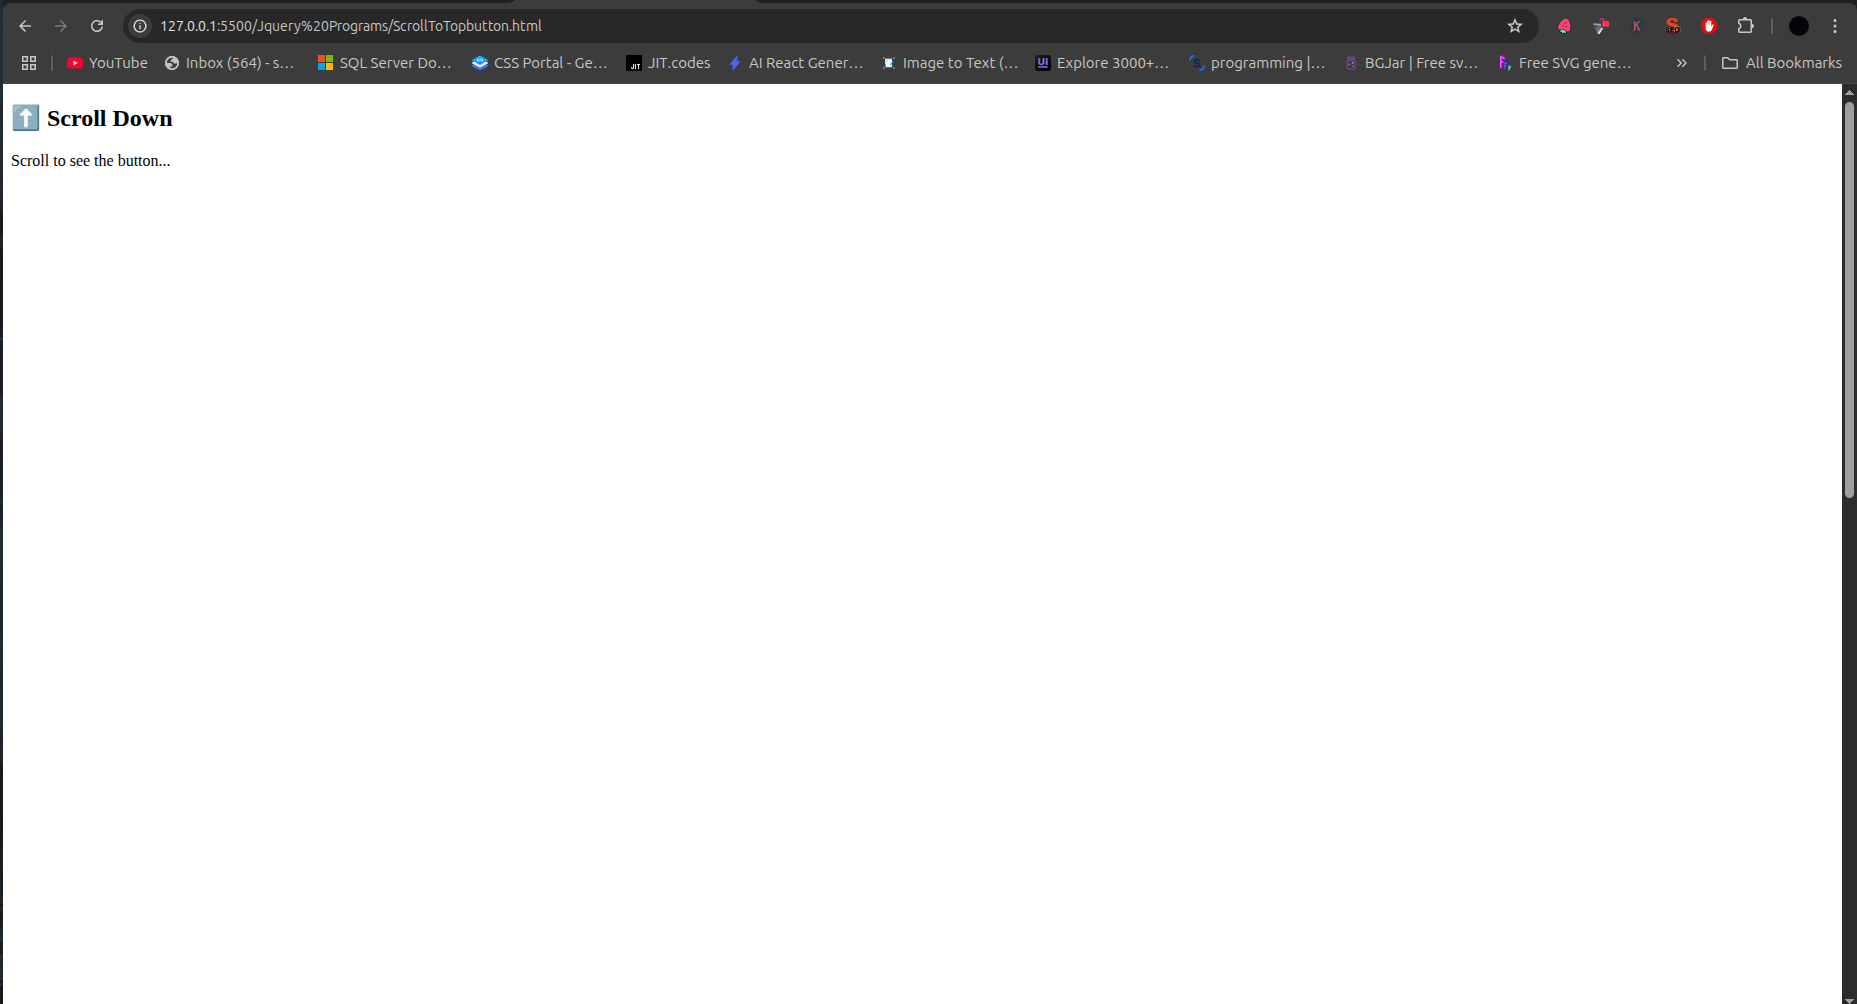 127.0.0.1:5500/Jquery%20Programs/ScrollToTopbutton.html
YouTube Inbox (564) - s... SQL Server Do... CSS Portal - Ge... JIT.codes AI React Gener... Image to Text (... Explore 3000+... programming |... BGJar | Free sv... Free SVG gene... » All Bookmarks
⬆️ Scroll Down
Scroll to see the button...